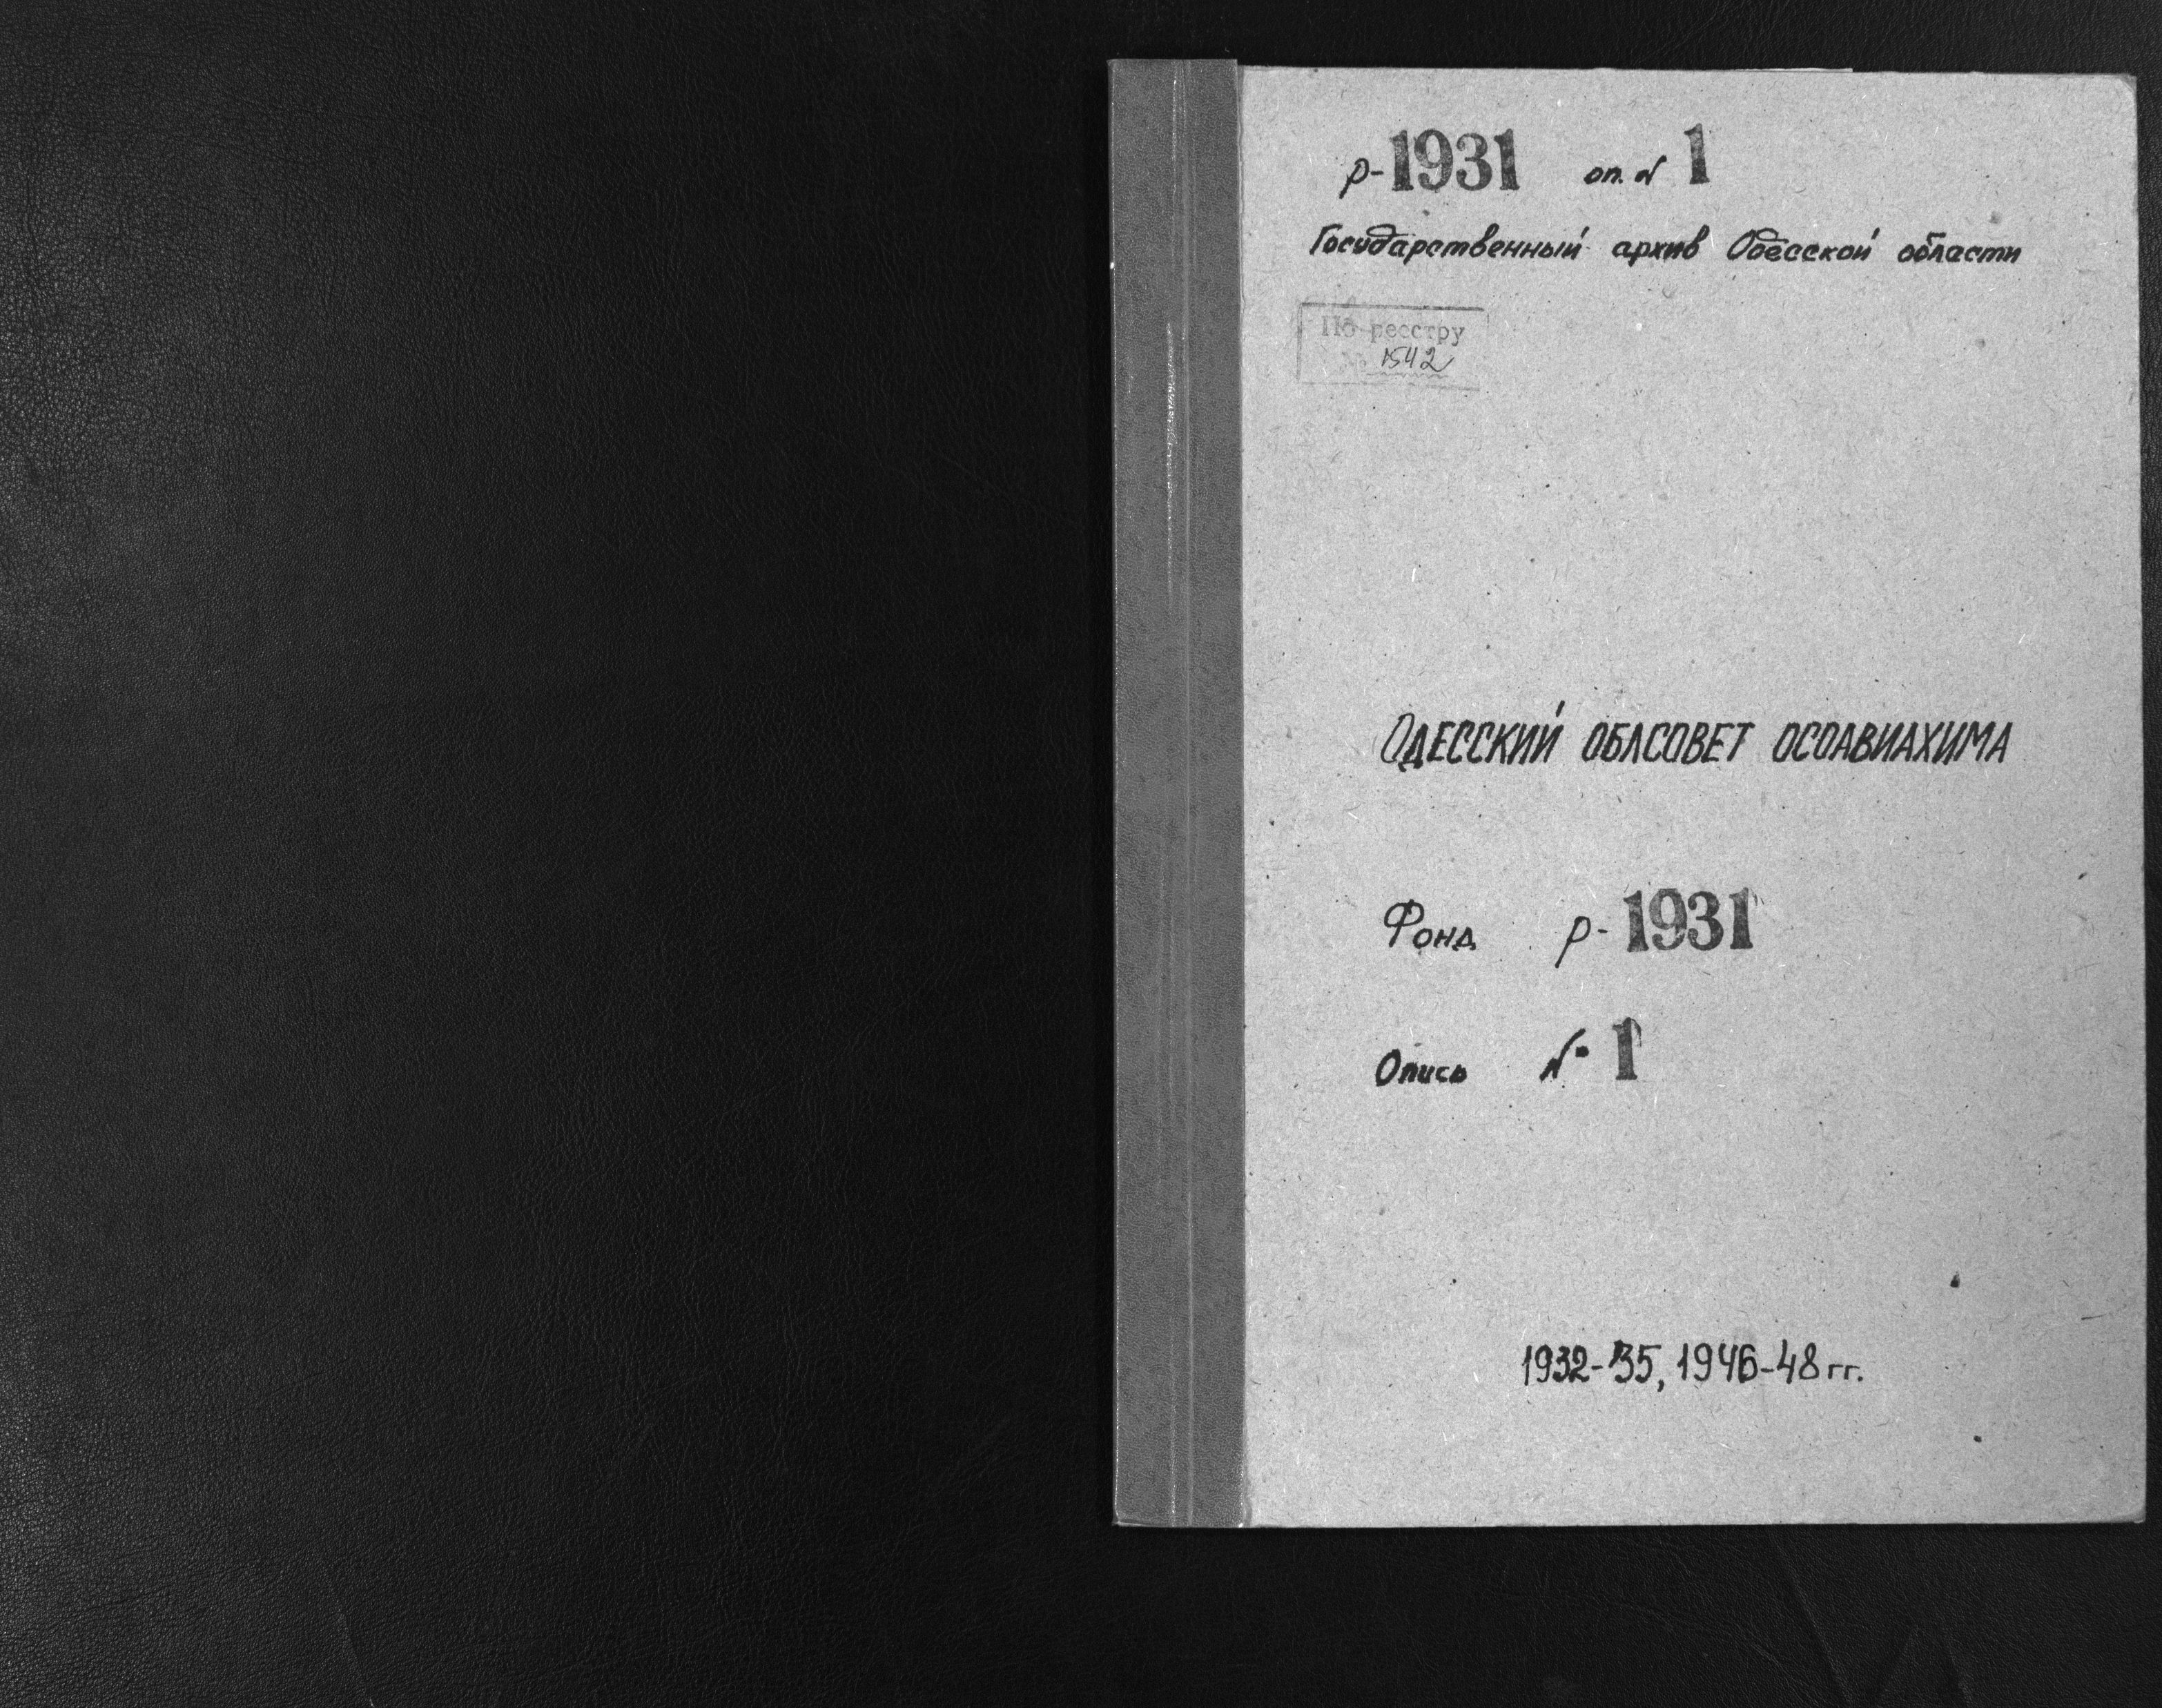 р-1931 оп. № 1
Государственный архив Одесской области
По реестру
№ 1542
ОДЕССКИЙ ОБЛСОВЕТ ОСОАВИАХИМА
Фонд р-1931
Опись № 1
1932-35, 1946-48 гг.